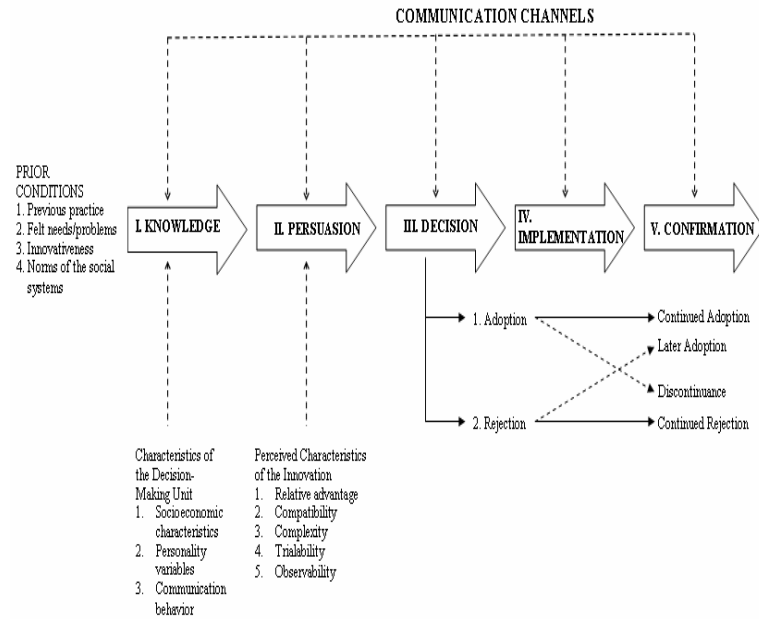 COMMUNICATION CHANNELS
PRIOR
CONDITIONS
1. Previous practice
2. Felt needs/problems
3. Innovativeness
4. Norms of the social
systems
I. KNOWLEDGE
II. PERSUASION
III. DECISION
IV.
IMPLEMENTATION
V. CONFIRMATION
1. Adoption
2. Rejection
Continued Adoption
Later Adoption
Discontinuance
Continued Rejection
Characteristics of
the Decision-
Making Unit
1. Socioeconomic
characteristics
2. Personality
variables
3. Communication
behavior
Perceived Characteristics
of the Innovation
1. Relative advantage
2. Compatibility
3. Complexity
4. Trialability
5. Observability